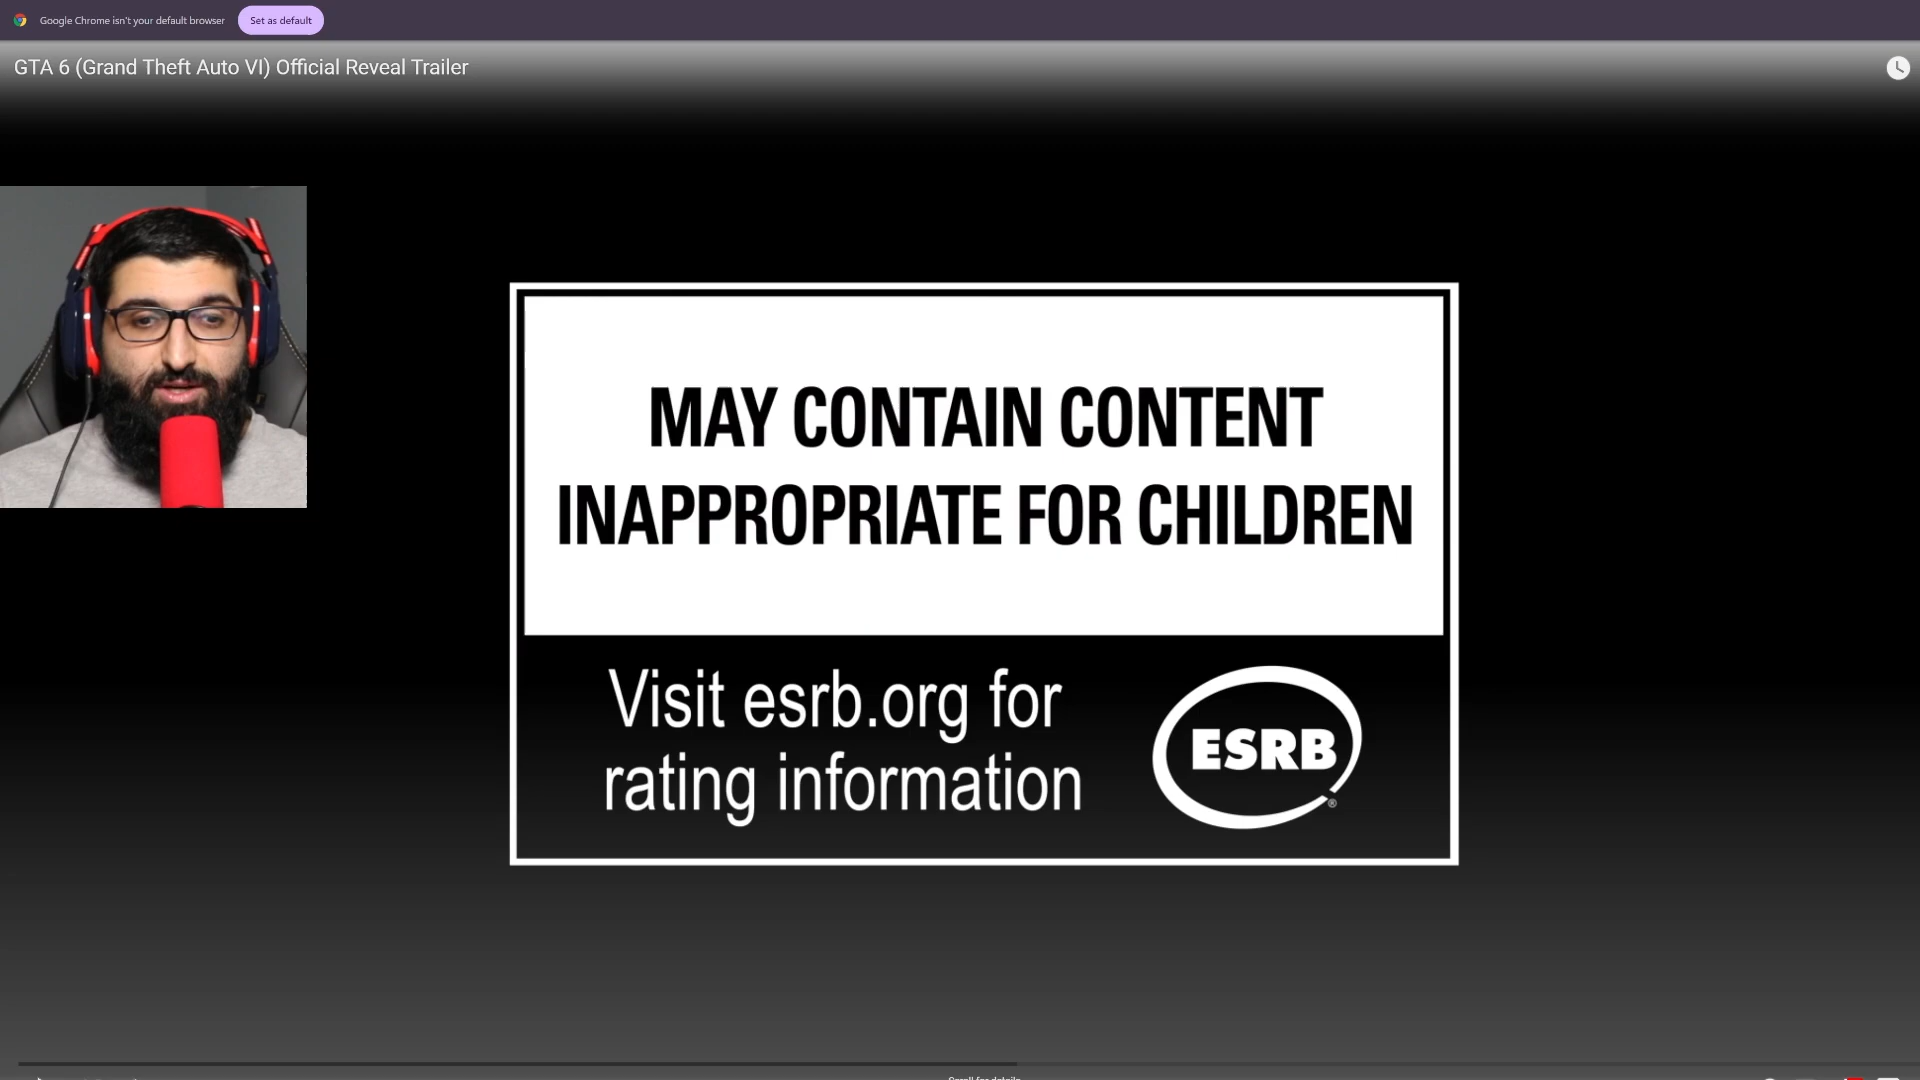 Google Chrome isn't your default browser
Set as default
GTA 6 (Grand Theft Auto VI) Official Reveal Trailer
MAY CONTAIN CONTENT
INAPPROPRIATE FOR CHILDREN
Visit esrb.org for
rating information
ESRB
®